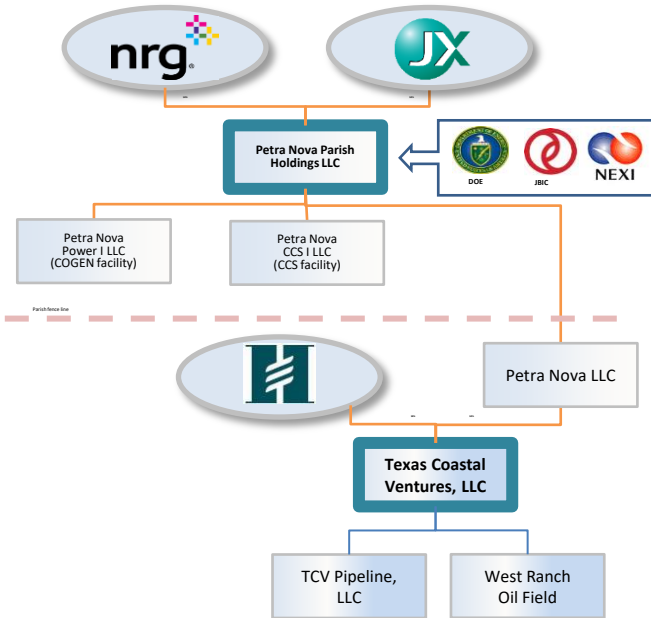 nrg
JX
Petra Nova Parish
Holdings LLC
DOE
JBIC
NEXI
Petra Nova
Power I LLC
(COGEN facility)
Petra Nova
CCS I LLC
(CCS facility)
Parish fence line
Petra Nova LLC
Texas Coastal
Ventures, LLC
TCV Pipeline,
LLC
West Ranch
Oil Field